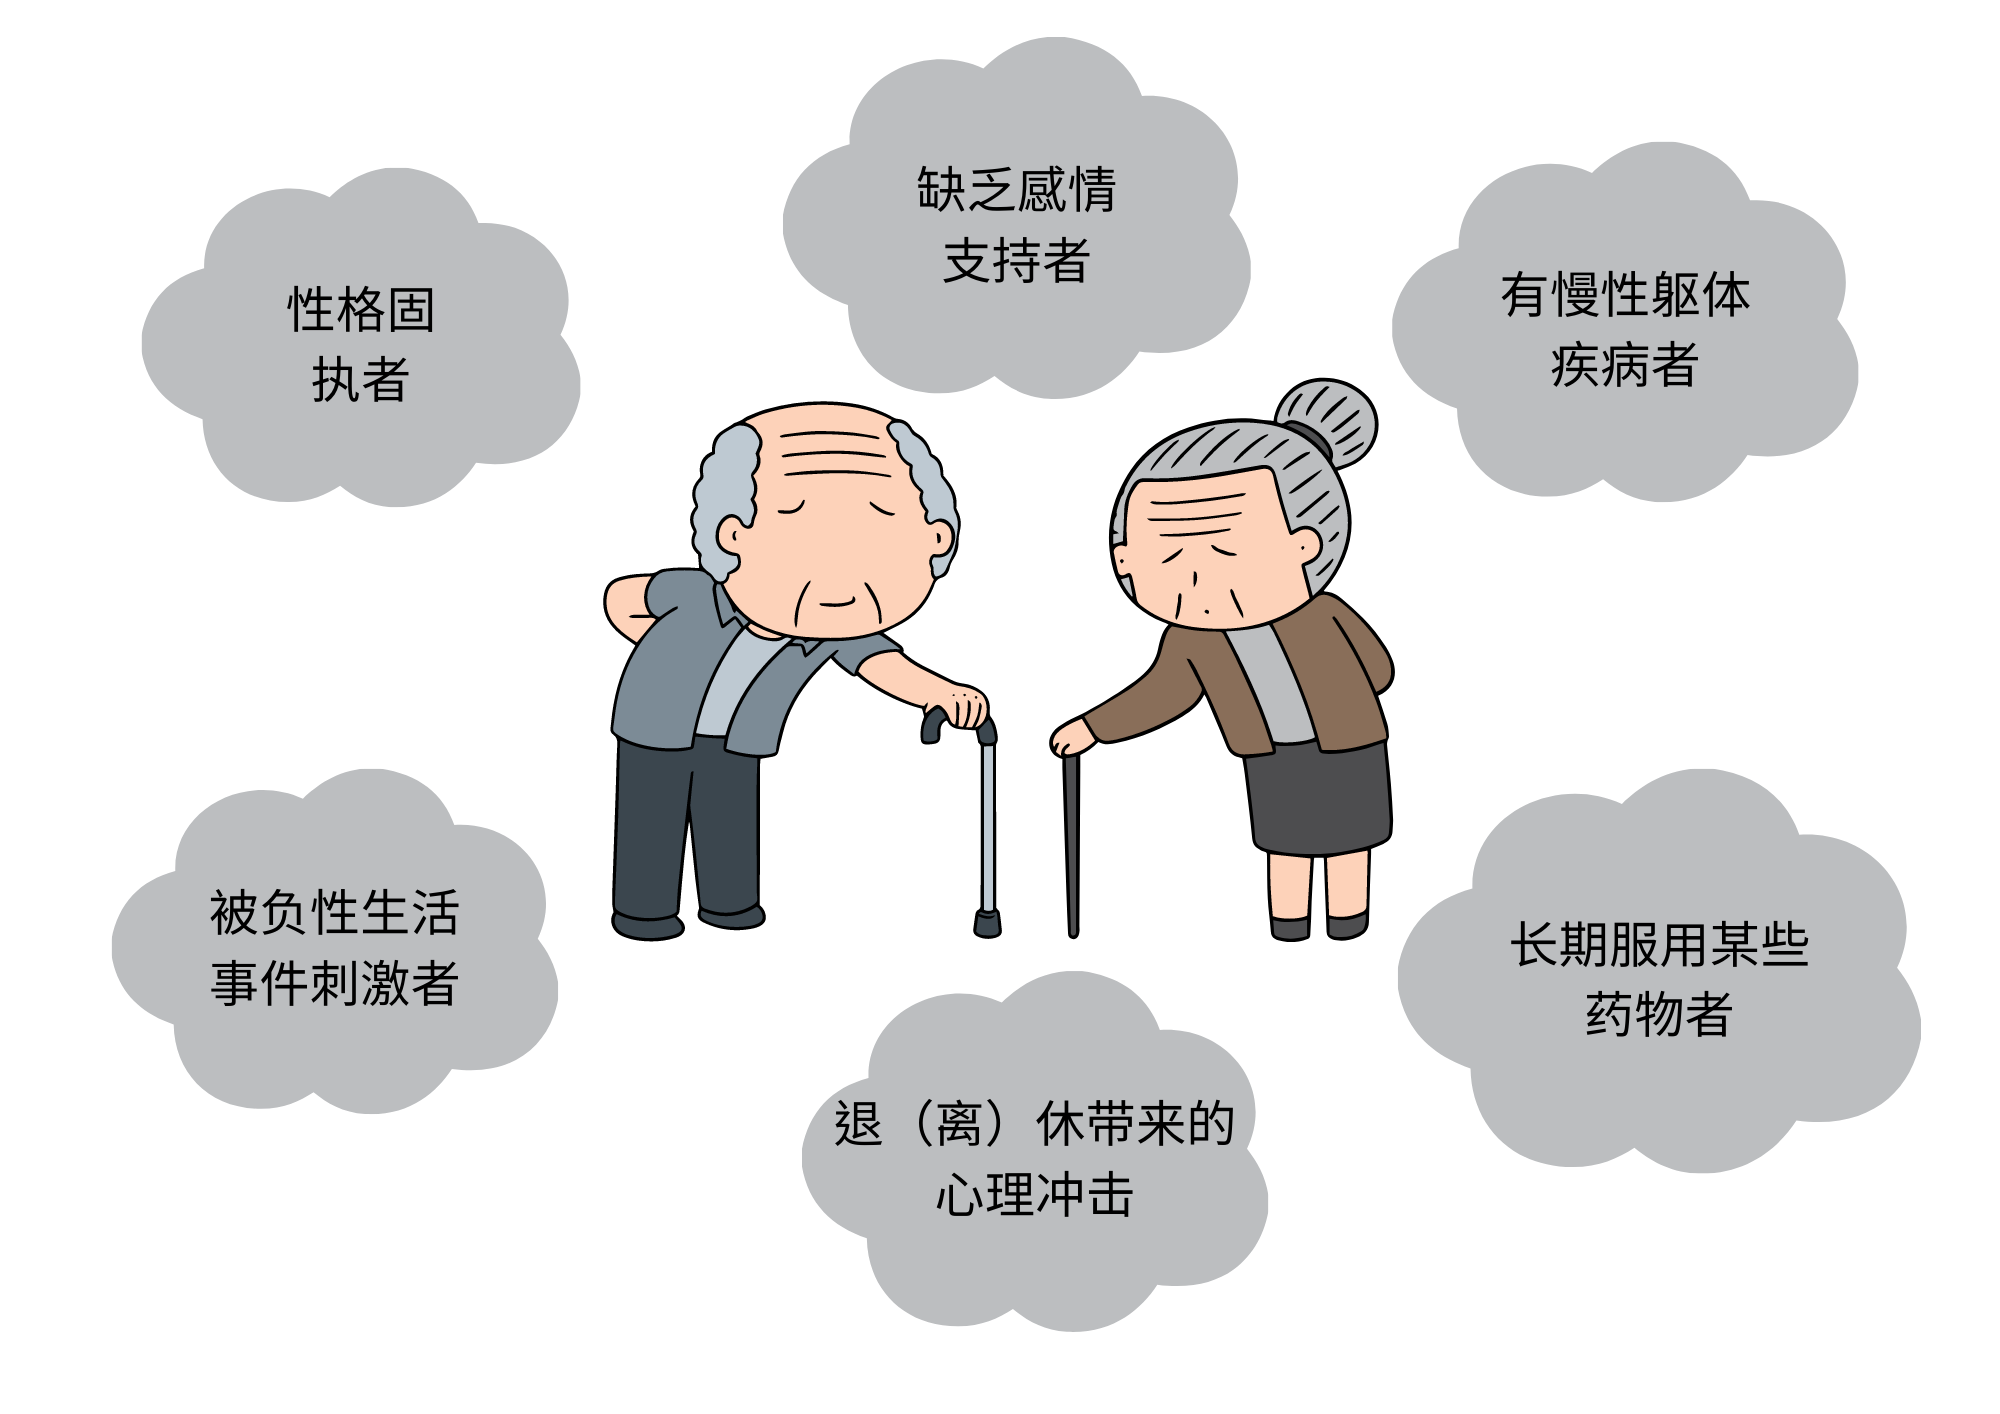 缺乏感情
支持者
性格固
执者
有慢性躯体
疾病者
被负性生活
事件刺激者
长期服用某些
药物者
退（离）休带来的
心理冲击